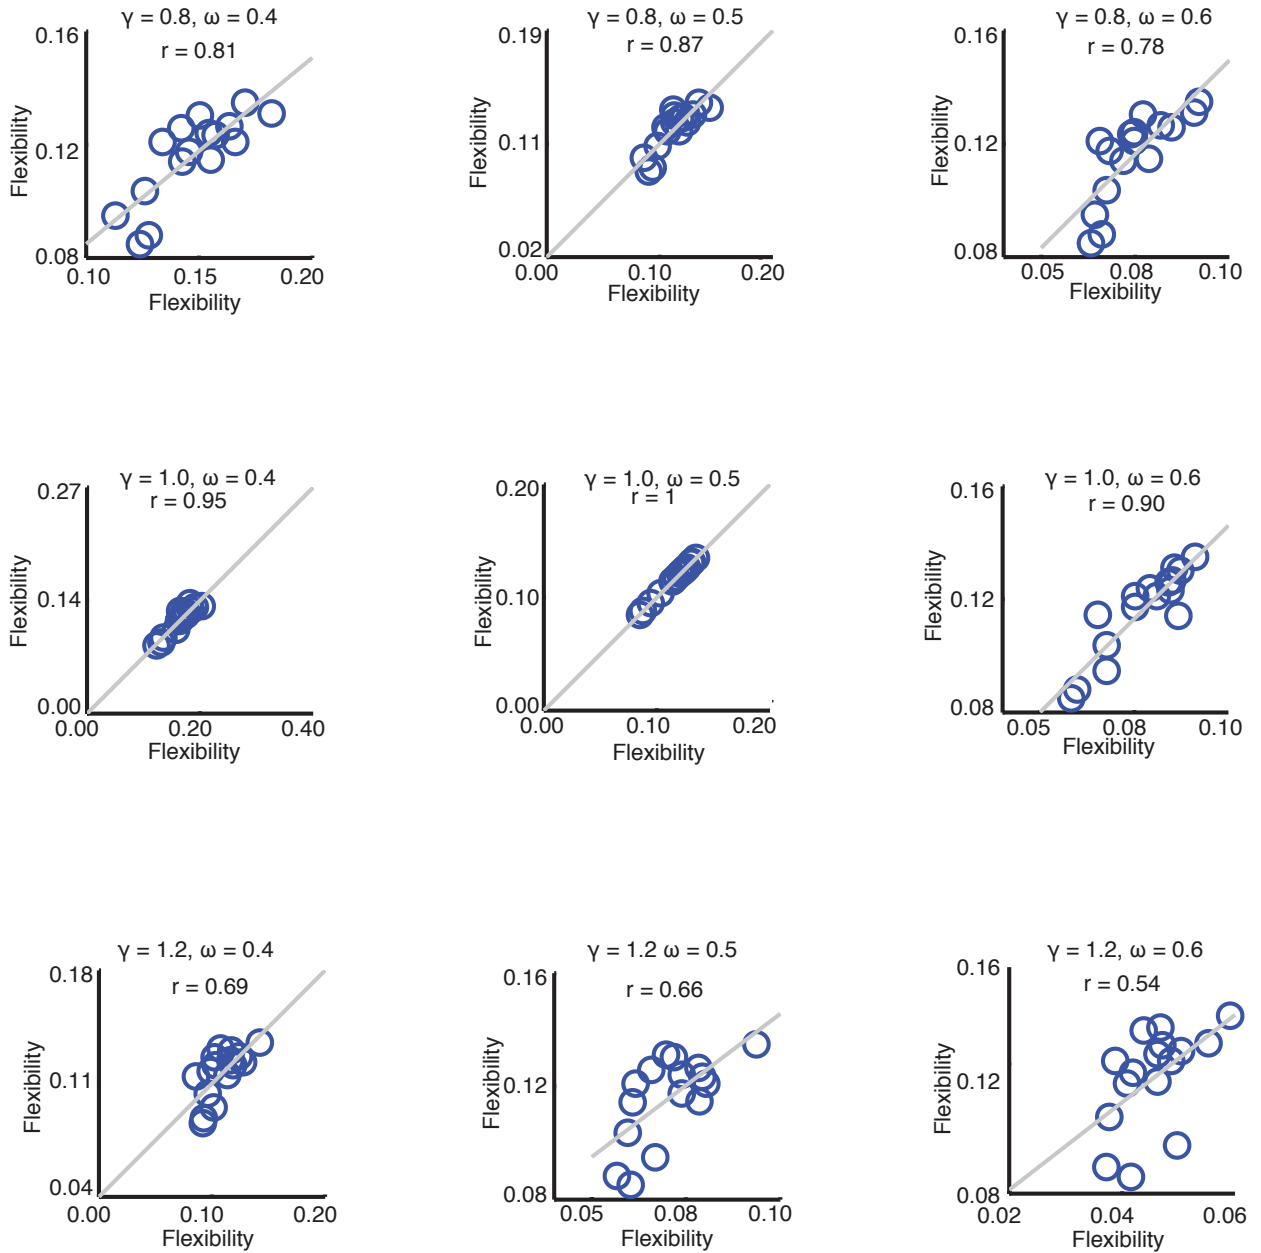 γ = 0.8, ω = 0.4
r = 0.81
0.16
0.12
0.08
Flexibility
0.10 0.15 0.20
Flexibility
γ = 0.8, ω = 0.5
r = 0.87
0.19
0.11
0.02
Flexibility
0.00 0.10 0.20
Flexibility
γ = 0.8, ω = 0.6
r = 0.78
0.16
0.12
0.08
Flexibility
0.05 0.08 0.10
Flexibility
γ = 1.0, ω = 0.4
r = 0.95
0.27
0.14
0.00
Flexibility
0.00 0.20 0.40
Flexibility
γ = 1.0, ω = 0.5
r = 1
0.20
0.10
0.00
Flexibility
0.00 0.10 0.20
Flexibility
γ = 1.0, ω = 0.6
r = 0.90
0.16
0.12
0.08
Flexibility
0.05 0.08 0.10
Flexibility
γ = 1.2, ω = 0.4
r = 0.69
0.18
0.11
0.04
Flexibility
0.00 0.10 0.20
Flexibility
γ = 1.2 ω = 0.5
r = 0.66
0.16
0.12
0.08
Flexibility
0.05 0.08 0.10
Flexibility
γ = 1.2, ω = 0.6
r = 0.54
0.16
0.12
0.08
Flexibility
0.02 0.04 0.06
Flexibility